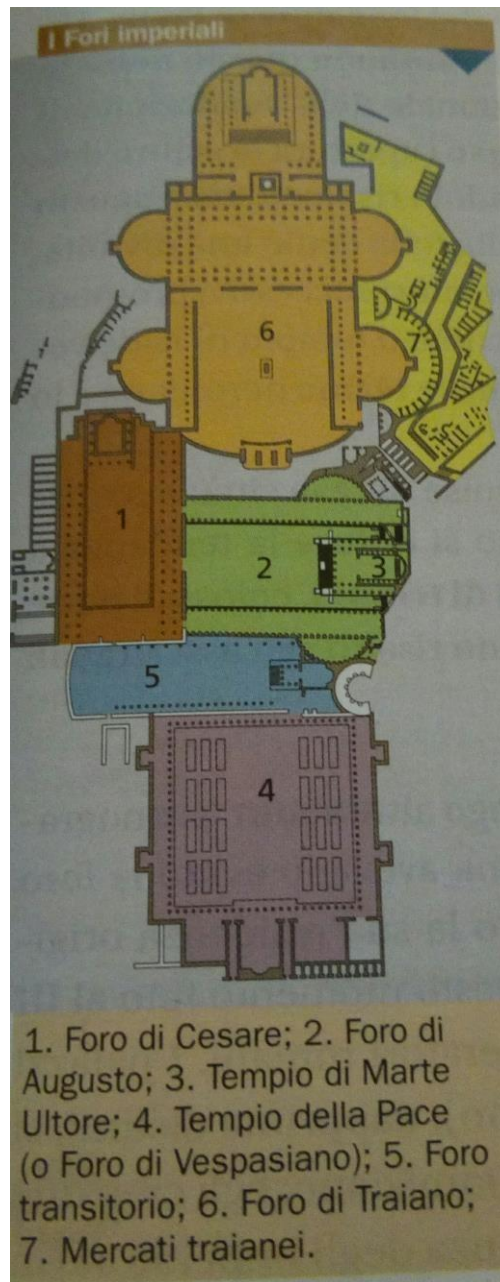 I Fori imperiali
6
7
1
2
3
5
4
1. Foro di Cesare; 2. Foro di
Augusto; 3. Tempio di Marte
Ultore; 4. Tempio della Pace
(o Foro di Vespasiano); 5. Foro
transitorio; 6. Foro di Traiano;
7. Mercati traianei.